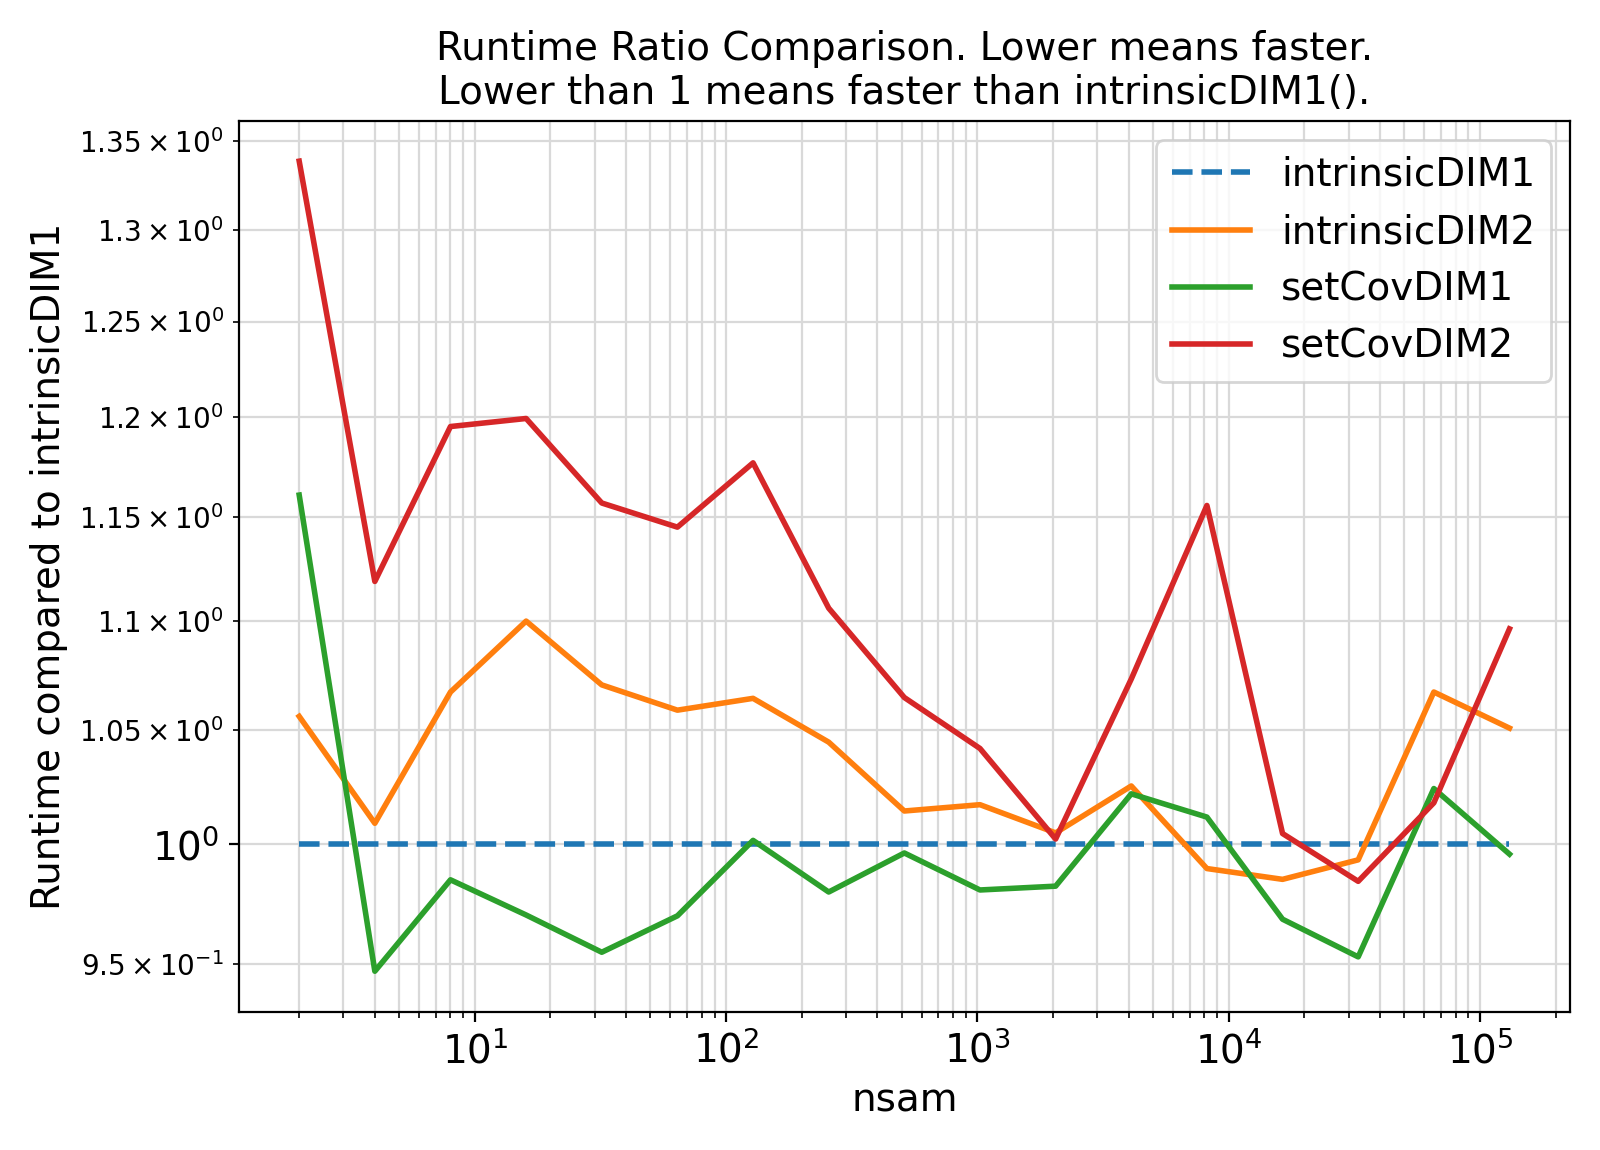 Runtime Ratio Comparison. Lower means faster.
Lower than 1 means faster than intrinsicDIM1().
Runtime compared to intrinsicDIM1
1.35 × 10⁰
1.3 × 10⁰
1.25 × 10⁰
1.2 × 10⁰
1.15 × 10⁰
1.1 × 10⁰
1.05 × 10⁰
10⁰
9.5 × 10⁻¹
intrinsicDIM1
intrinsicDIM2
setCovDIM1
setCovDIM2
10¹ 10² 10³ 10⁴ 10⁵
nsam